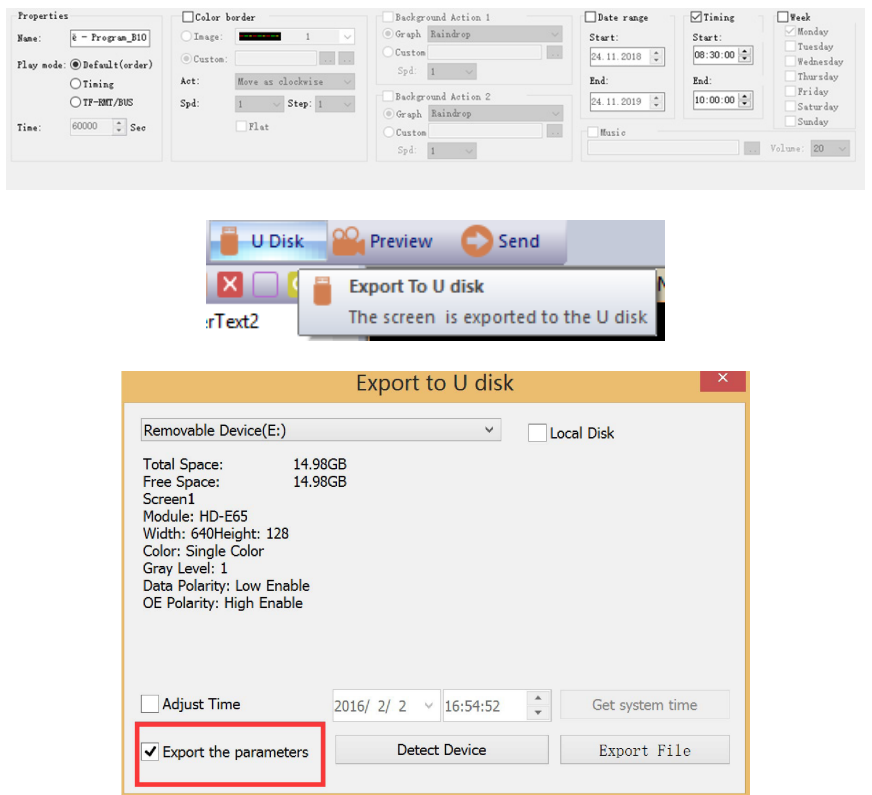 Properties
Name: è - Program_B10
Play mode: Default(order)
Timing
TF-RMT/BUS
Time: 60000 Sec
Color border
Image: 1
Custom: .. ..
Act: Move as clockwise
Spd: 1 Step: 1
Flat
Background Action 1
Graph Raindrop
Custom ..
Spd: 1
Background Action 2
Graph Raindrop
Custom ..
Spd: 1
Date range
Start:
24.11.2018
End:
24.11.2019
Timing
Start:
08:30:00
End:
10:00:00
Week
Monday
Tuesday
Wednesday
Thursday
Friday
Saturday
Sunday
Music
.. Volume: 20
U Disk Preview Send
Export To U disk
The screen is exported to the U disk
erText2
Export to U disk
Removable Device(E:) Local Disk
Total Space: 14.98GB
Free Space: 14.98GB
Screen1
Module: HD-E65
Width: 640Height: 128
Color: Single Color
Gray Level: 1
Data Polarity: Low Enable
OE Polarity: High Enable
Adjust Time 2016/ 2/ 2 16:54:52 Get system time
Export the parameters Detect Device Export File